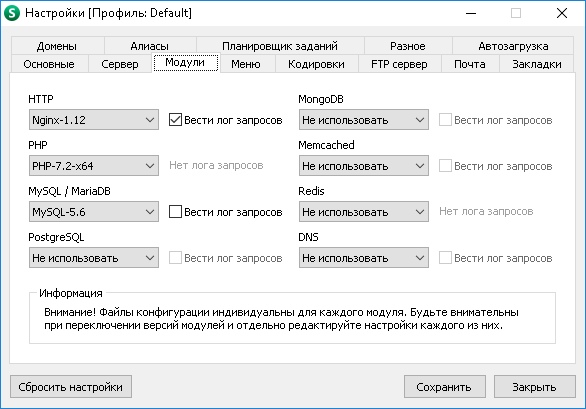 Настройки [Профиль: Default]
Домены Алиасы Планировщик заданий Разное Автозагрузка
Основные Сервер Модули Меню Кодировки FTP сервер Почта Закладки
HTTP MongoDB
Nginx-1.12 Вести лог запросов Не использовать Вести лог запросов
PHP Memcached
PHP-7.2-x64 Нет лога запросов Не использовать Вести лог запросов
MySQL / MariaDB Redis
MySQL-5.6 Вести лог запросов Не использовать Нет лога запросов
PostgreSQL DNS
Не использовать Вести лог запросов Не использовать Вести лог запросов
Информация
Внимание! Файлы конфигурации индивидуальны для каждого модуля. Будьте внимательны
при переключении версий модулей и отдельно редактируйте настройки каждого из них.
Сбросить настройки Сохранить Закрыть